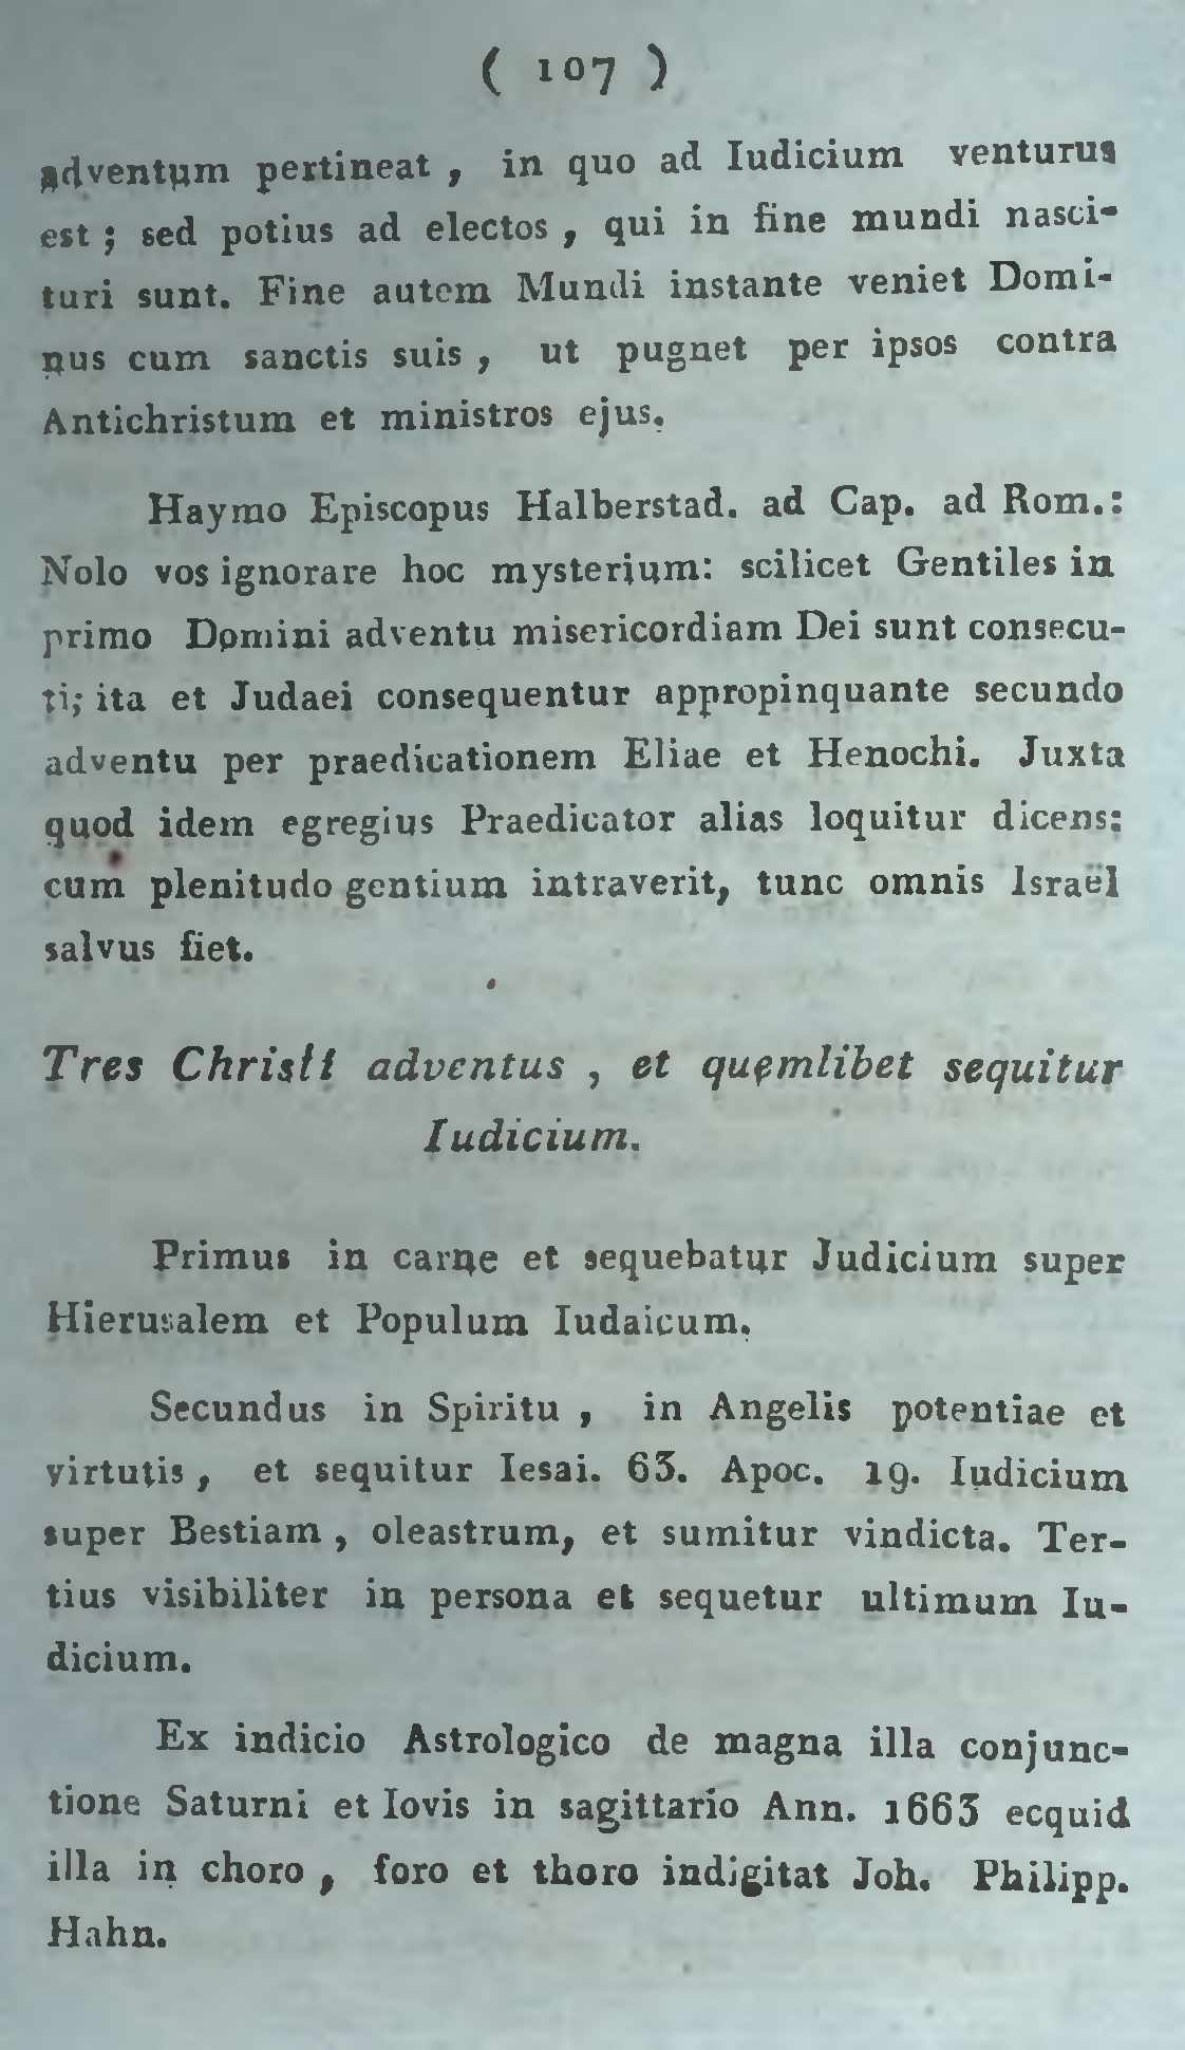 ( 107 )
adventum pertineat , in quo ad Iudicium venturus
est ; sed potius ad electos , qui in fine mundi nasci-
turi sunt. Fine autem Mundi instante veniet Domi-
nus cum sanctis suis , ut pugnet per ipsos contra
Antichristum et ministros ejus.
Haymo Episcopus Halberstad. ad Cap. ad Rom.:
Nolo vos ignorare hoc mysterium: scilicet Gentiles in
primo Domini adventu misericordiam Dei sunt consecu-
ti; ita et Judaei consequentur appropinquante secundo
adventu per praedicationem Eliae et Henochi. Juxta
quod idem egregius Praedicator alias loquitur dicens:
cum plenitudo gentium intraverit, tunc omnis Israël
salvus fiet.
Tres Christi adventus , et quemlibet sequitur
Iudicium.
Primus in carne et sequebatur Judicium super
Hierusalem et Populum Iudaicum.
Secundus in Spiritu , in Angelis potentiae et
virtutis , et sequitur Iesai. 63. Apoc. 19. Iudicium
super Bestiam , oleastrum, et sumitur vindicta. Ter-
tius visibiliter in persona et sequetur ultimum Iu-
dicium.
Ex indicio Astrologico de magna illa conjunc-
tione Saturni et Iovis in sagittario Ann. 1663 ecquid
illa in choro , foro et thoro indigitat Joh. Philipp.
Hahn.